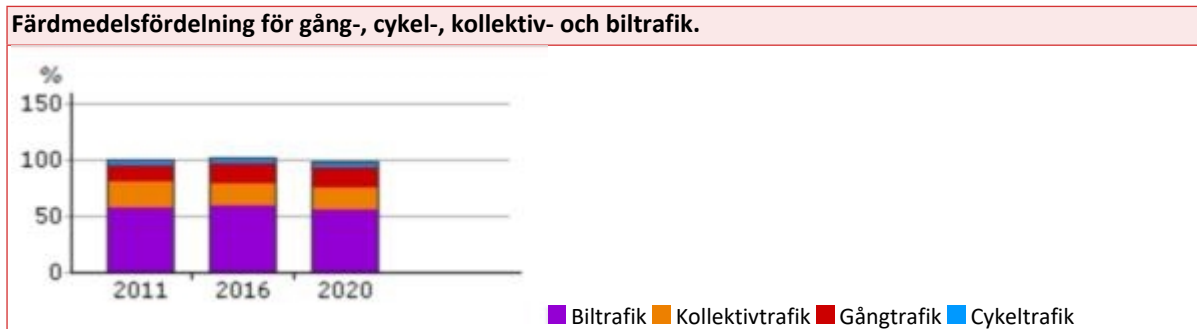 Färdmedelsfördelning för gång-, cykel-, kollektiv- och biltrafik.
%
150
100
50
0
2011 2016 2020
Biltrafik Kollektivtrafik Gångtrafik Cykeltrafik